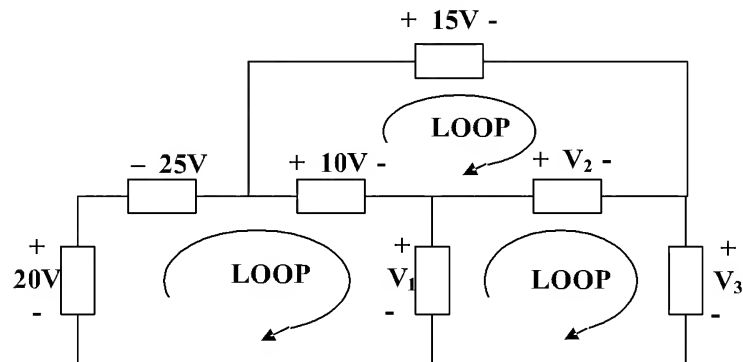 + 15V -
LOOP
– 25V
+ 10V -
+ V₂ -
+
20V
-
LOOP
+
V₁
-
LOOP
+
V₃
-